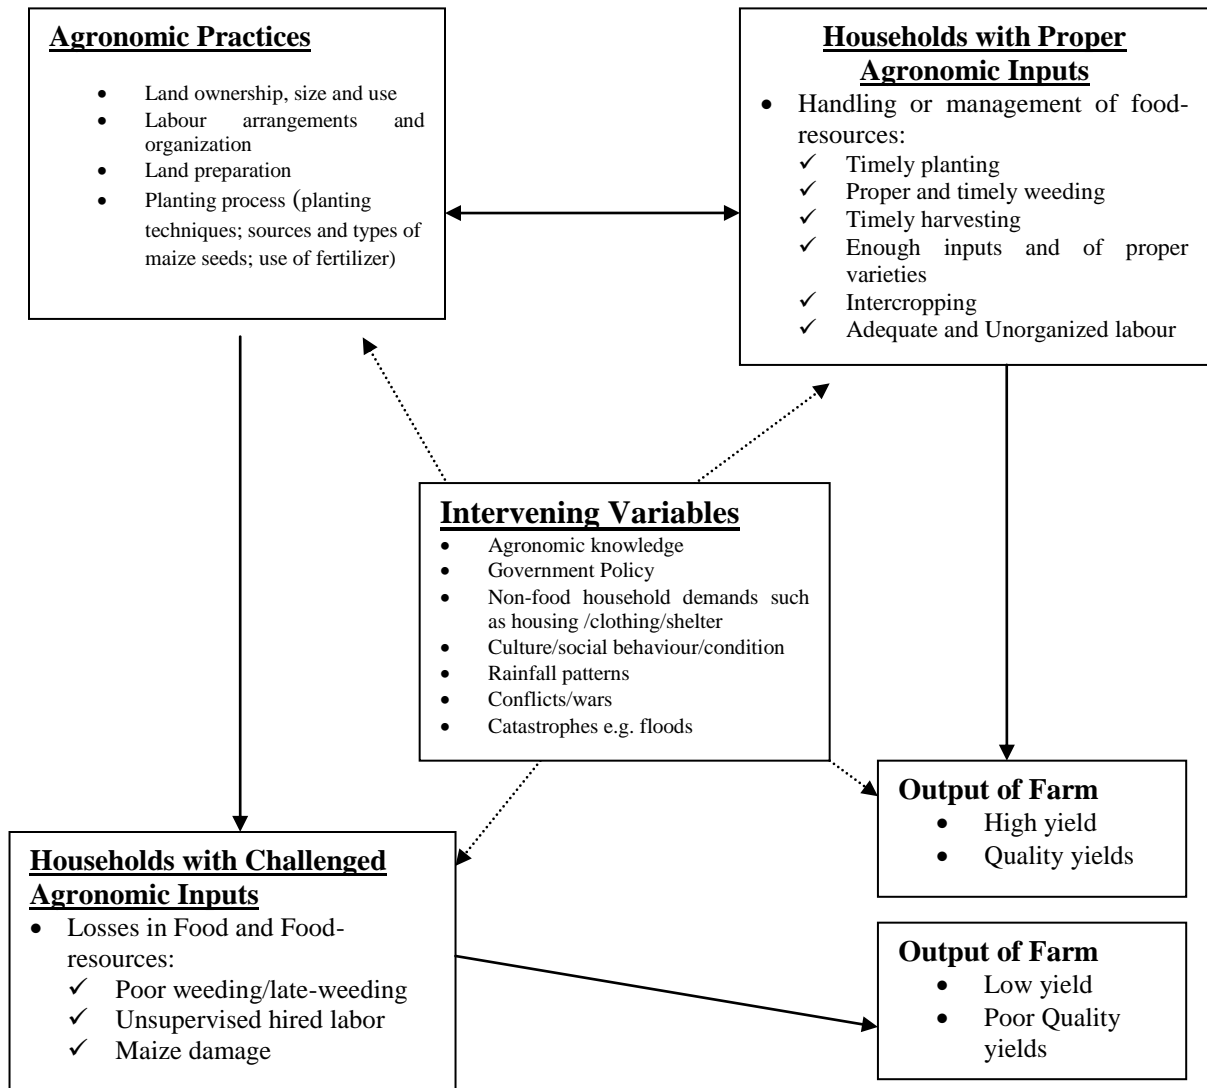 Agronomic Practices
• Land ownership, size and use
• Labour arrangements and
organization
• Land preparation
• Planting process (planting
techniques; sources and types of
maize seeds; use of fertilizer)
Households with Proper
Agronomic Inputs
• Handling or management of food-
resources:
✓ Timely planting
✓ Proper and timely weeding
✓ Timely harvesting
✓ Enough inputs and of proper
varieties
✓ Intercropping
✓ Adequate and Unorganized labour
Intervening Variables
• Agronomic knowledge
• Government Policy
• Non-food household demands such
as housing /clothing/shelter
• Culture/social behaviour/condition
• Rainfall patterns
• Conflicts/wars
• Catastrophes e.g. floods
Output of Farm
• High yield
• Quality yields
Households with Challenged
Agronomic Inputs
• Losses in Food and Food-
resources:
✓ Poor weeding/late-weeding
✓ Unsupervised hired labor
✓ Maize damage
Output of Farm
• Low yield
• Poor Quality
yields